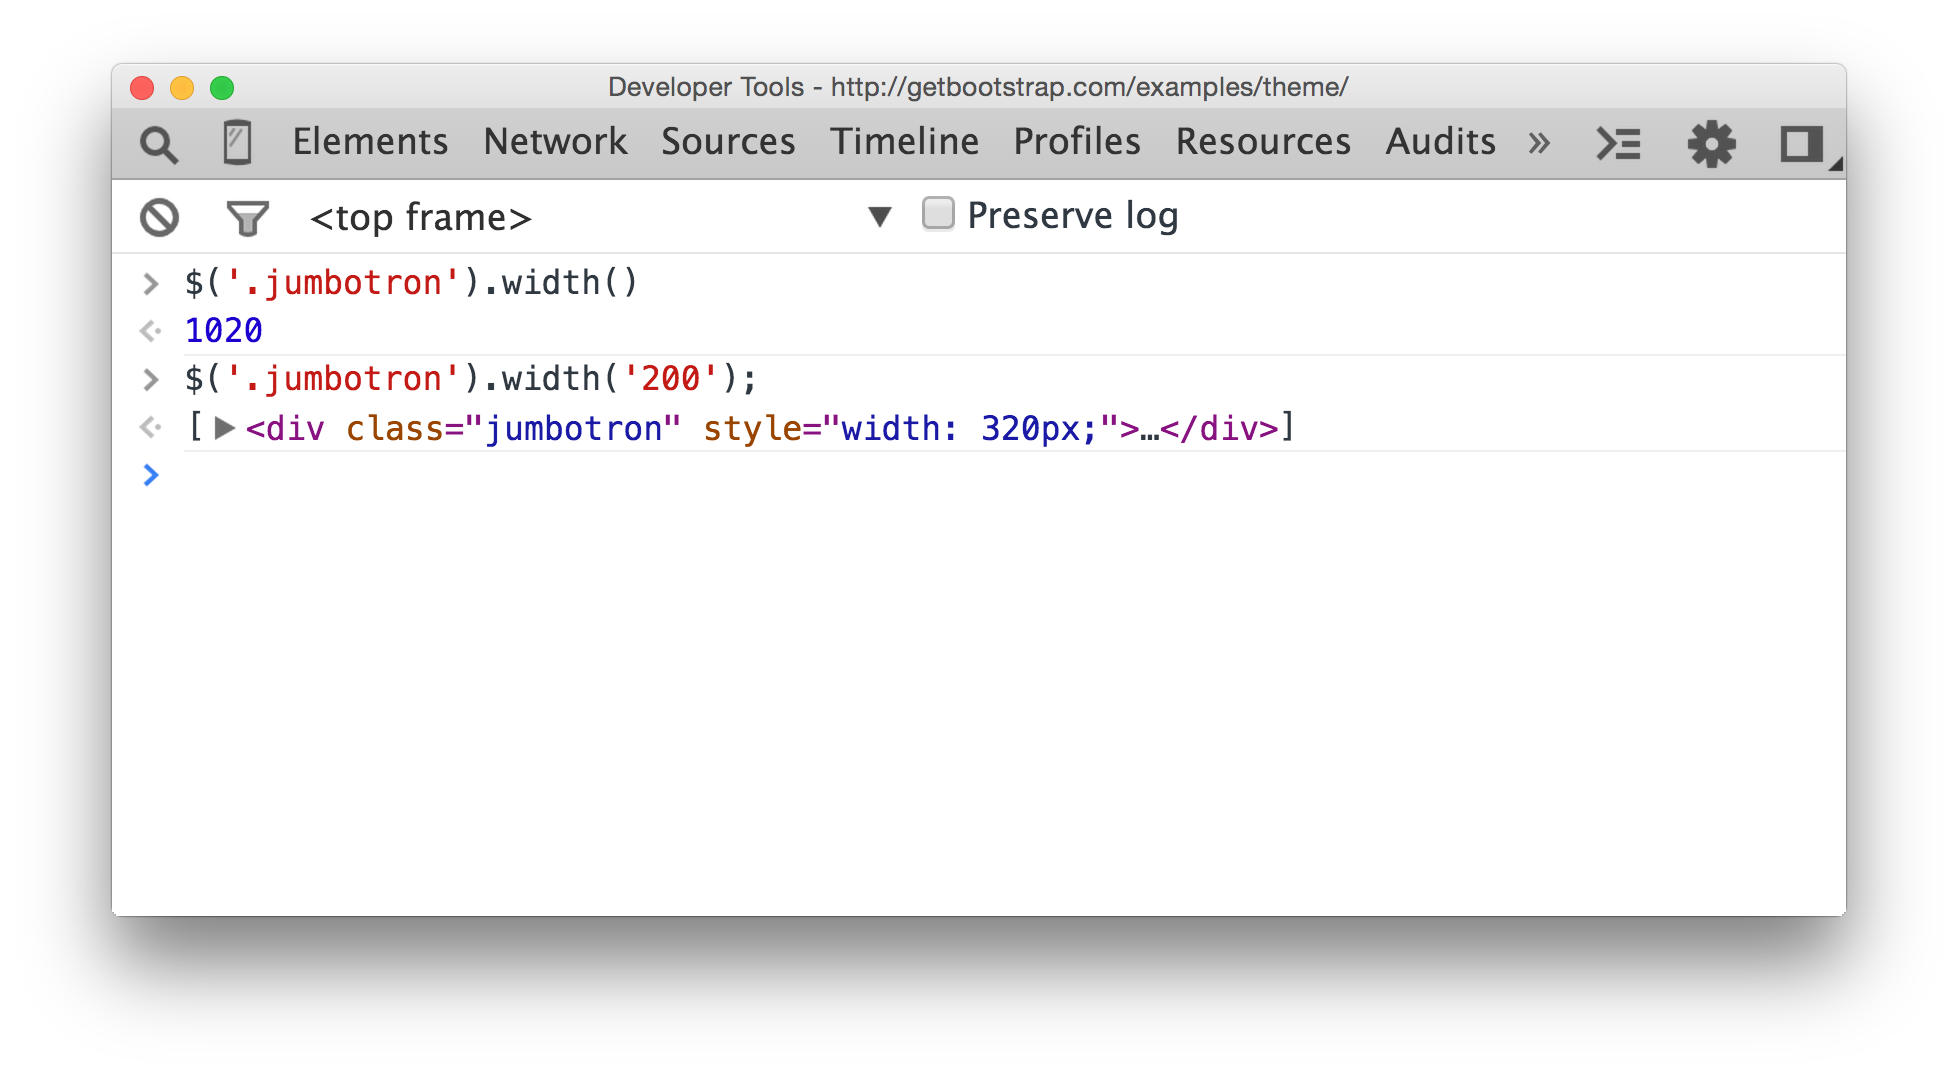 Developer Tools - http://getbootstrap.com/examples/theme/
Elements Network Sources Timeline Profiles Resources Audits »
<top frame> ▼ Preserve log
> $('.jumbotron').width()
1020
> $('.jumbotron').width('200');
[▶<div class="jumbotron" style="width: 320px;">…</div>]
>